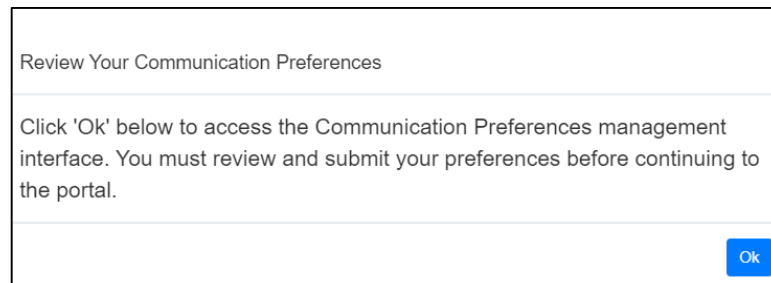 Review Your Communication Preferences
Click 'Ok' below to access the Communication Preferences management
interface. You must review and submit your preferences before continuing to
the portal.
Ok